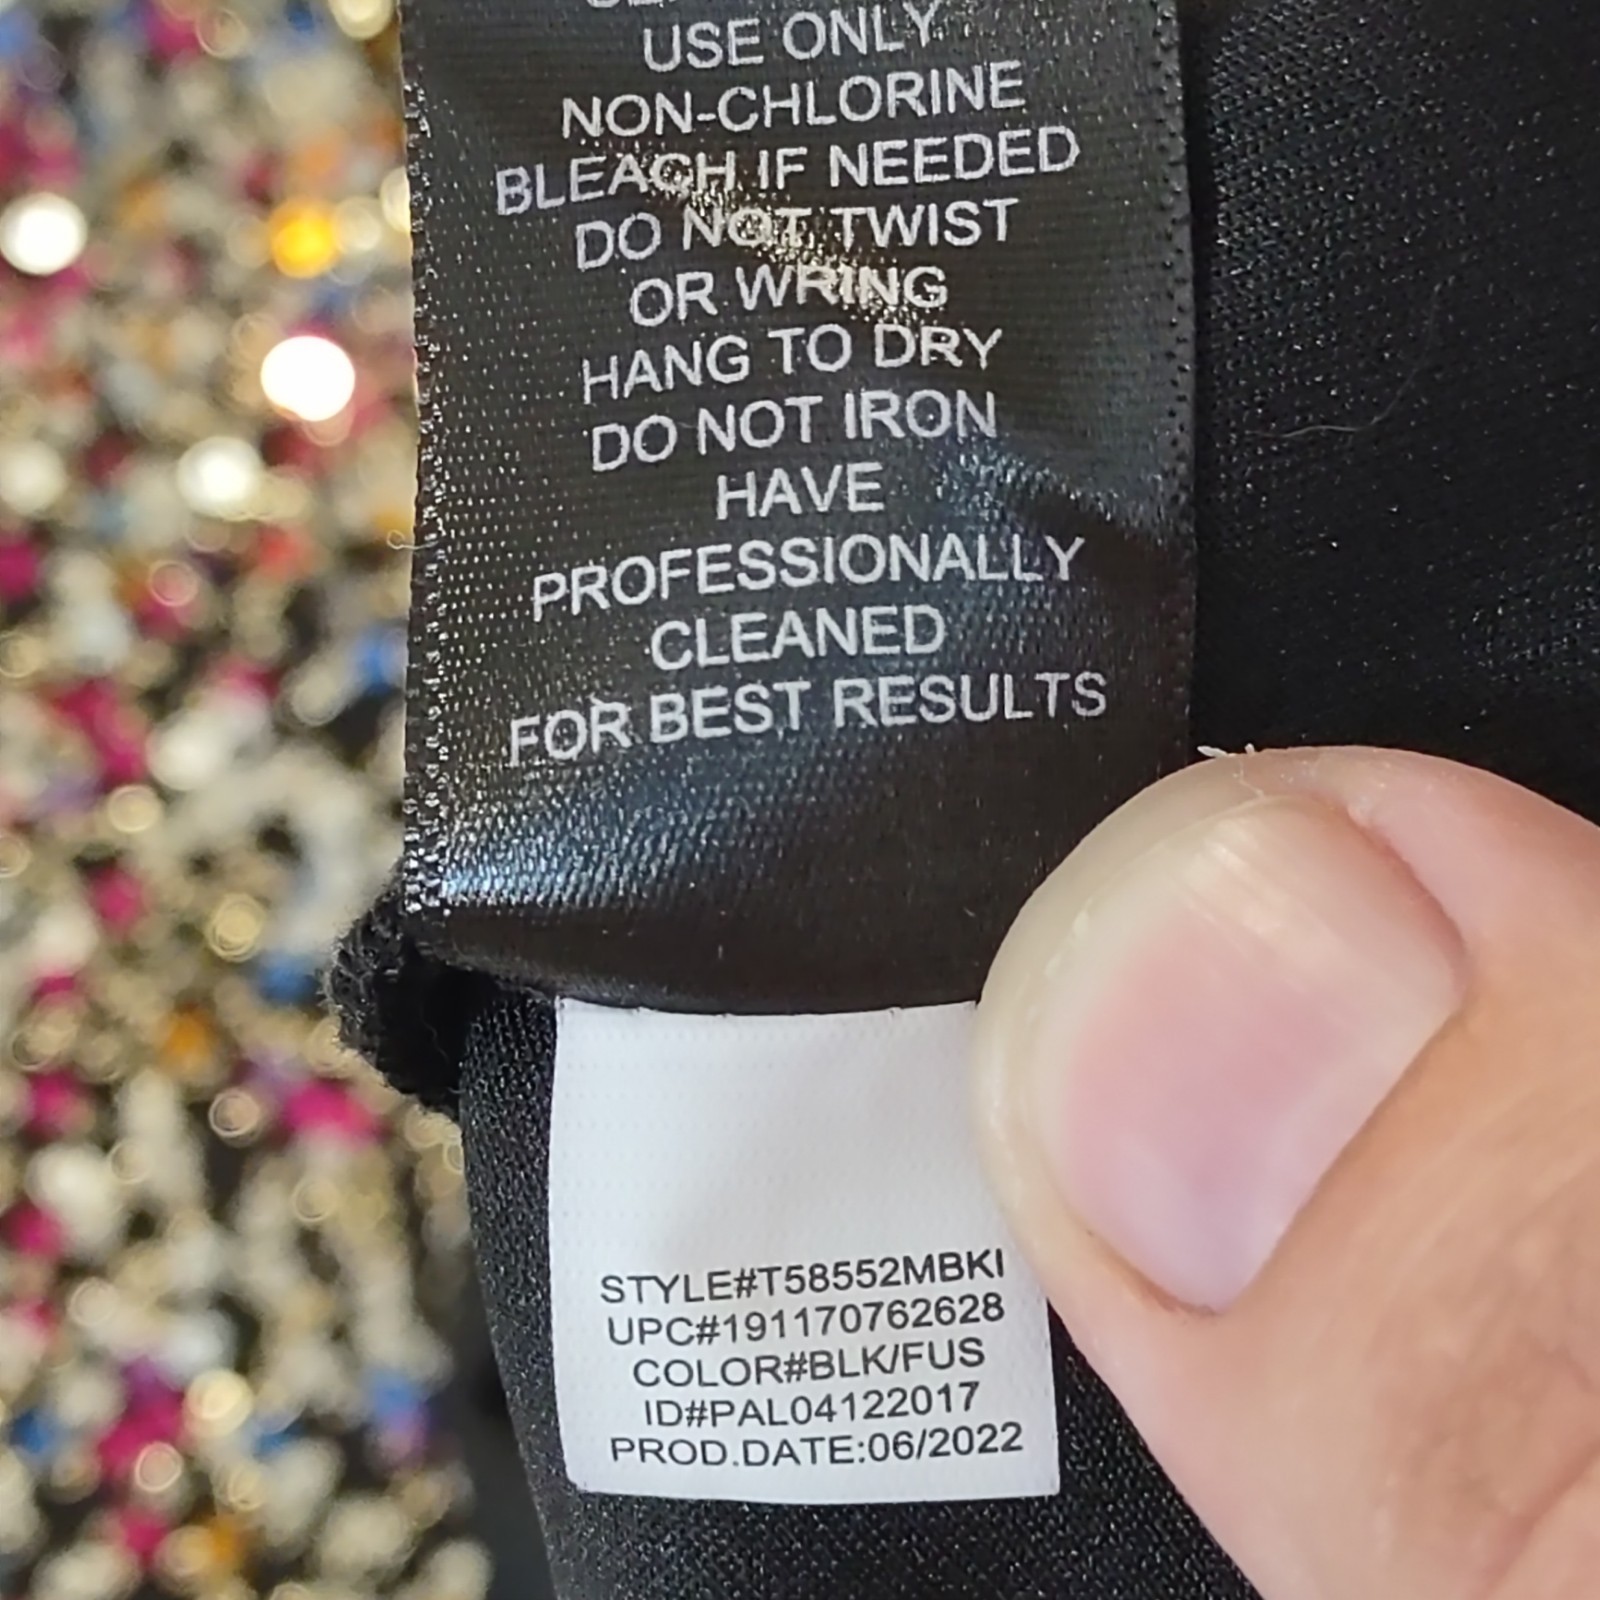 USE ONLY
NON-CHLORINE
BLEACH IF NEEDED
DO NOT TWIST
OR WRING
HANG TO DRY
DO NOT IRON
HAVE
PROFESSIONALLY
CLEANED
FOR BEST RESULTS
STYLE#T58552MBKI
UPC#191170762628
COLOR#BLK/FUS
ID#PAL04122017
PROD.DATE:06/2022